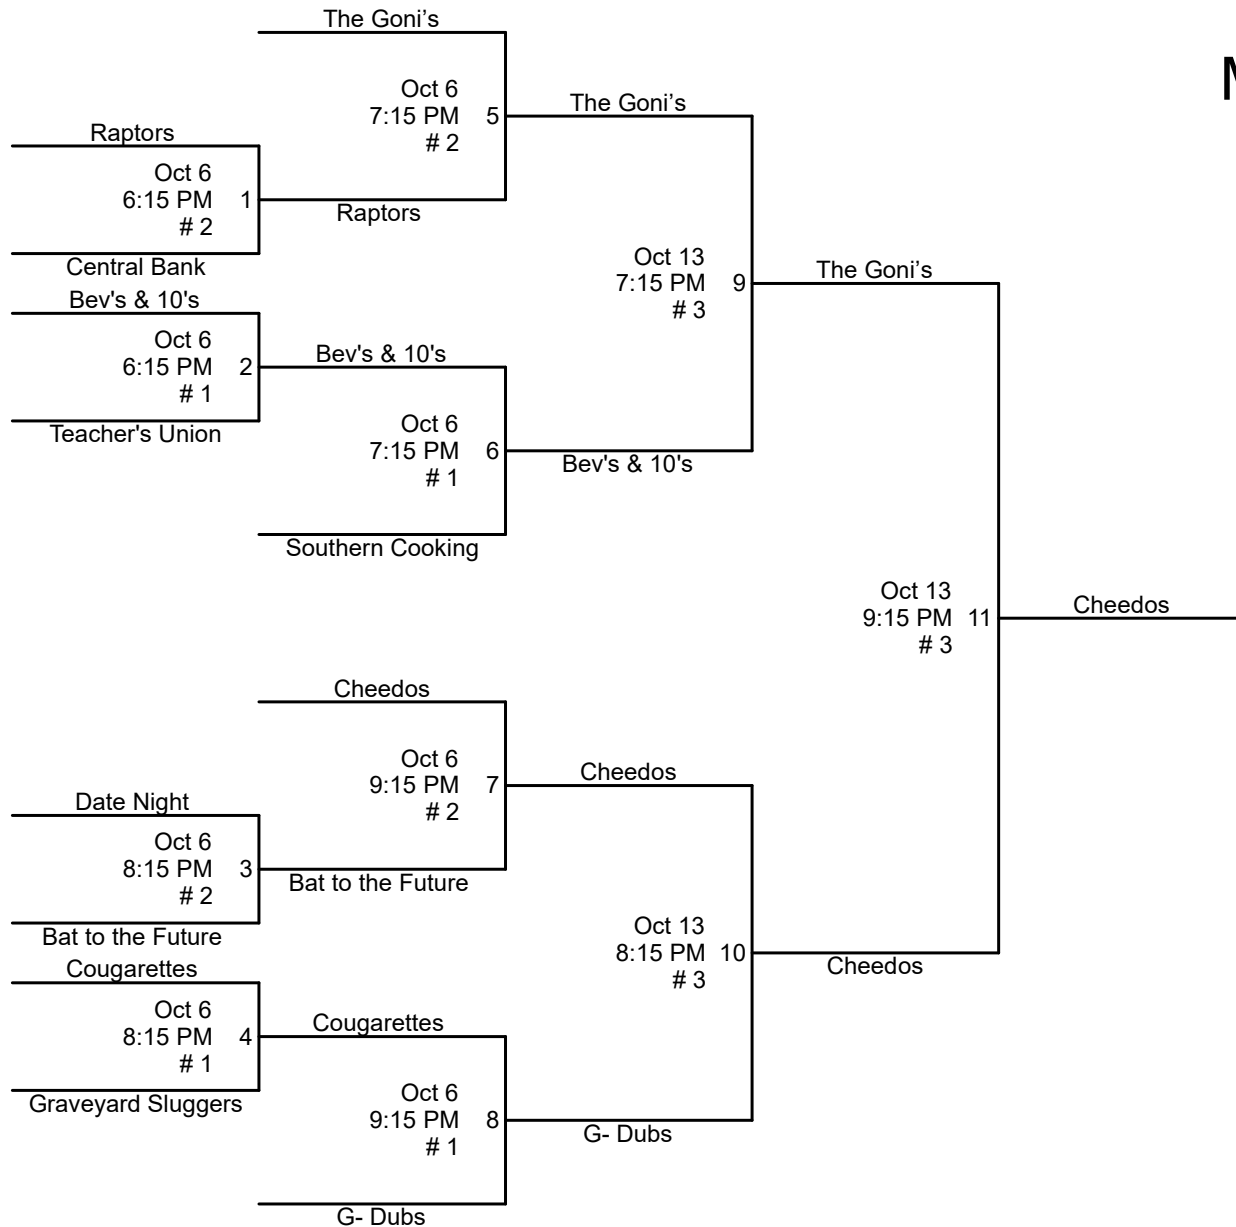 The Goni’s
Oct 6
7:15 PM 5
# 2
The Goni’s
M
Raptors
Oct 6
6:15 PM 1
# 2
Raptors
Central Bank
Oct 13
7:15 PM 9
# 3
The Goni’s
Bev's & 10's
Oct 6
6:15 PM 2
# 1
Bev's & 10's
Teacher's Union
Oct 6
7:15 PM 6
# 1
Bev's & 10's
Southern Cooking
Oct 13
9:15 PM 11
# 3
Cheedos
Cheedos
Oct 6
9:15 PM 7
# 2
Cheedos
Date Night
Oct 6
8:15 PM 3
# 2
Bat to the Future
Bat to the Future
Oct 13
8:15 PM 10
# 3
Cheedos
Cougarettes
Oct 6
8:15 PM 4
# 1
Cougarettes
Graveyard Sluggers
Oct 6
9:15 PM 8
# 1
G- Dubs
G- Dubs